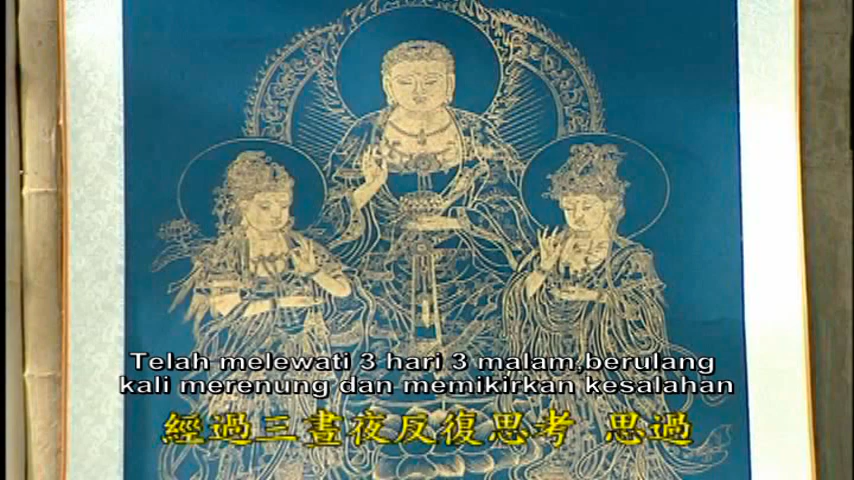 Telah melewati 3 hari 3 malam,berulang
kali merenung dan memikirkan kesalahan
經過三晝夜反復思考 思過